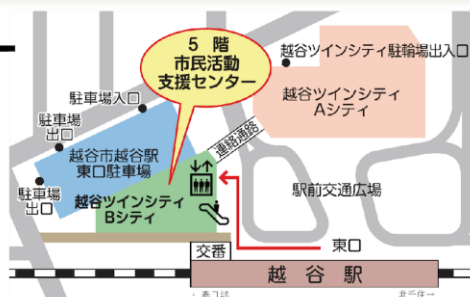 5 階
市民活動
支援センター
越谷ツインシティ駐輪場出入口
越谷ツインシティ
Aシティ
駐車場入口
駐車場
出口
越谷市越谷駅
東口駐車場
連絡通路
駐車場
出口
越谷ツインシティ
Bシティ
駅前交通広場
交番
東口
越谷駅